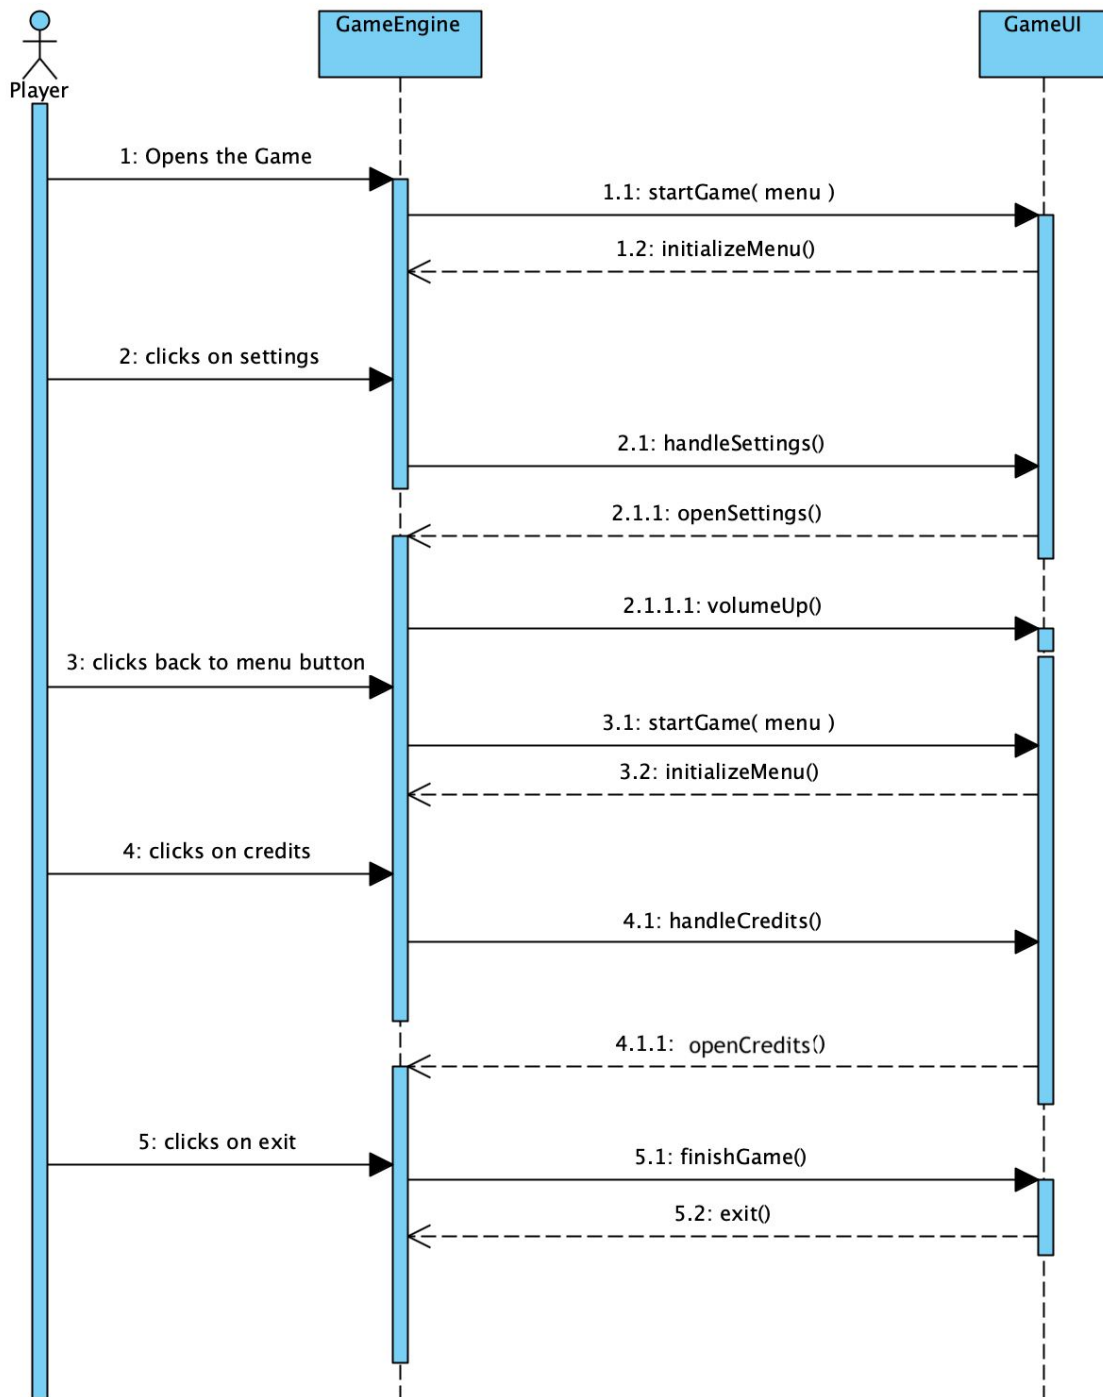 GameEngine
GameUI
Player
1: Opens the Game
1.1: startGame( menu )
1.2: initializeMenu()
2: clicks on settings
2.1: handleSettings()
2.1.1: openSettings()
2.1.1.1: volumeUp()
3: clicks back to menu button
3.1: startGame( menu )
3.2: initializeMenu()
4: clicks on credits
4.1: handleCredits()
4.1.1: openCredits()
5: clicks on exit
5.1: finishGame()
5.2: exit()